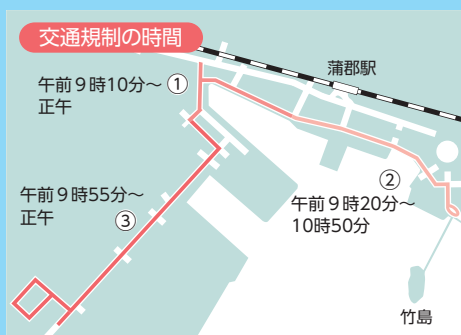 交通規制の時間
蒲郡駅
午前9時10分～①
正午
②
午前9時20分～
10時50分
午前9時55分～
正午
③
竹島